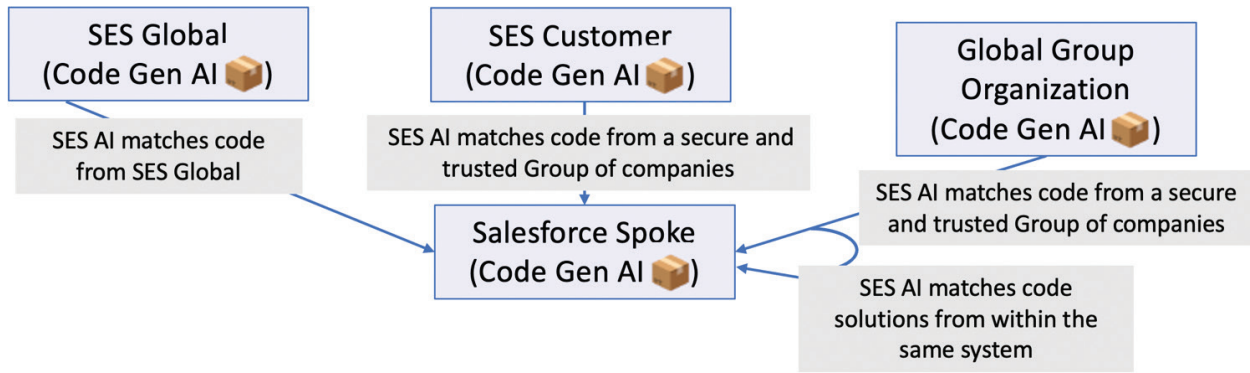 SES Global
(Code Gen AI 📦)
SES AI matches code
from SES Global
SES Customer
(Code Gen AI 📦)
SES AI matches code from a secure and
trusted Group of companies
Global Group
Organization
(Code Gen AI 📦)
SES AI matches code from a secure
and trusted Group of companies
Salesforce Spoke
(Code Gen AI 📦)
SES AI matches code
solutions from within the
same system